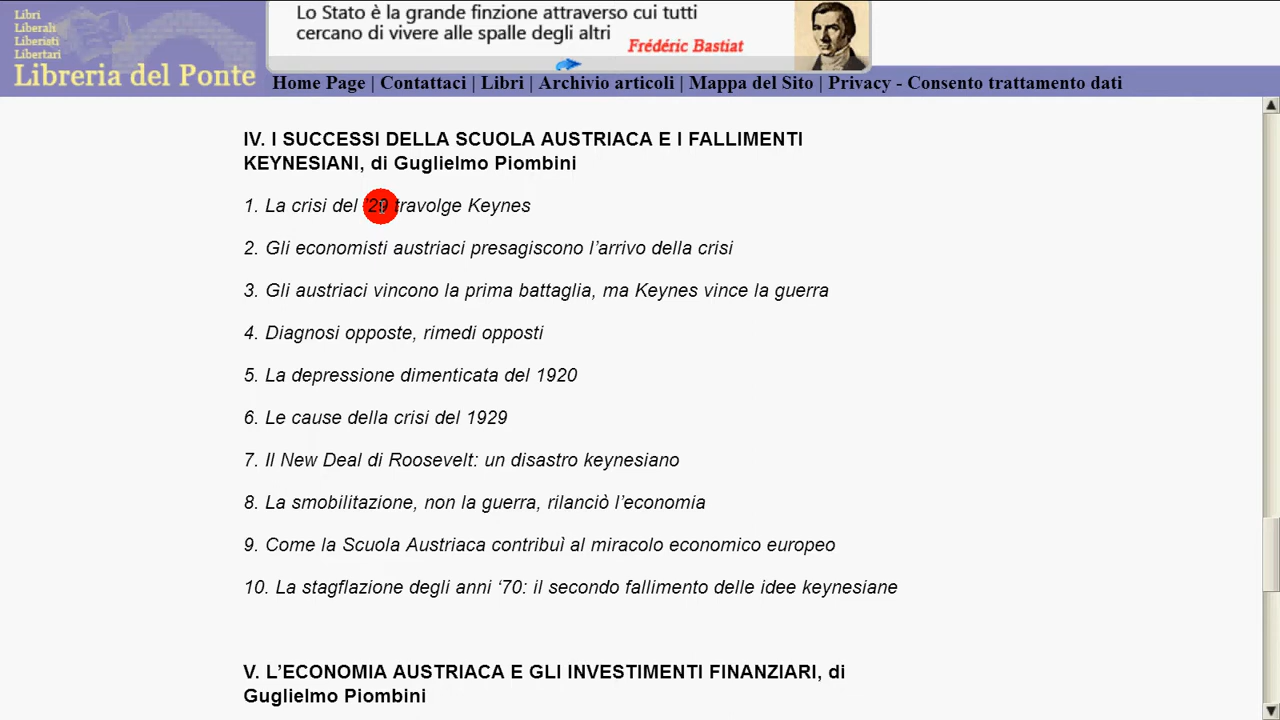 Libri
Liberali
Liberisti
Libertari
Libreria del Ponte
Lo Stato è la grande finzione attraverso cui tutti
cercano di vivere alle spalle degli altri
Frédéric Bastiat
Home Page | Contattaci | Libri | Archivio articoli | Mappa del Sito | Privacy - Consento trattamento dati
IV. I SUCCESSI DELLA SCUOLA AUSTRIACA E I FALLIMENTI
KEYNESIANI, di Guglielmo Piombini
1. La crisi del ’29 travolge Keynes
2. Gli economisti austriaci presagiscono l’arrivo della crisi
3. Gli austriaci vincono la prima battaglia, ma Keynes vince la guerra
4. Diagnosi opposte, rimedi opposti
5. La depressione dimenticata del 1920
6. Le cause della crisi del 1929
7. Il New Deal di Roosevelt: un disastro keynesiano
8. La smobilitazione, non la guerra, rilanciò l’economia
9. Come la Scuola Austriaca contribuì al miracolo economico europeo
10. La stagflazione degli anni ‘70: il secondo fallimento delle idee keynesiane
V. L’ECONOMIA AUSTRIACA E GLI INVESTIMENTI FINANZIARI, di
Guglielmo Piombini